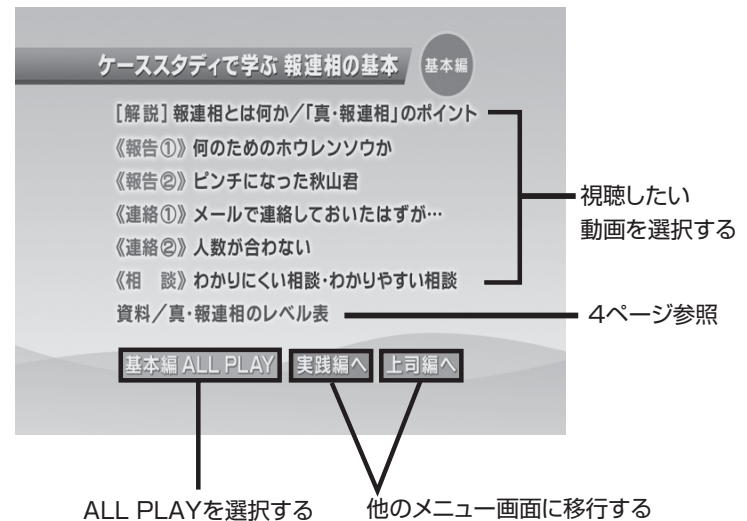 ケーススタディで学ぶ 報連相の基本 基本編
[解説]報連相とは何か／「真・報連相」のポイント
《報告①》何のためのホウレンソウか
《報告②》ピンチになった秋山君
《連絡①》メールで連絡しておいたはずが…
《連絡②》人数が合わない
《相　談》わかりにくい相談・わかりやすい相談
資料／真・報連相のレベル表
視聴したい
動画を選択する
4ページ参照
基本編 ALL PLAY 実践編へ 上司編へ
ALL PLAYを選択する
他のメニュー画面に移行する